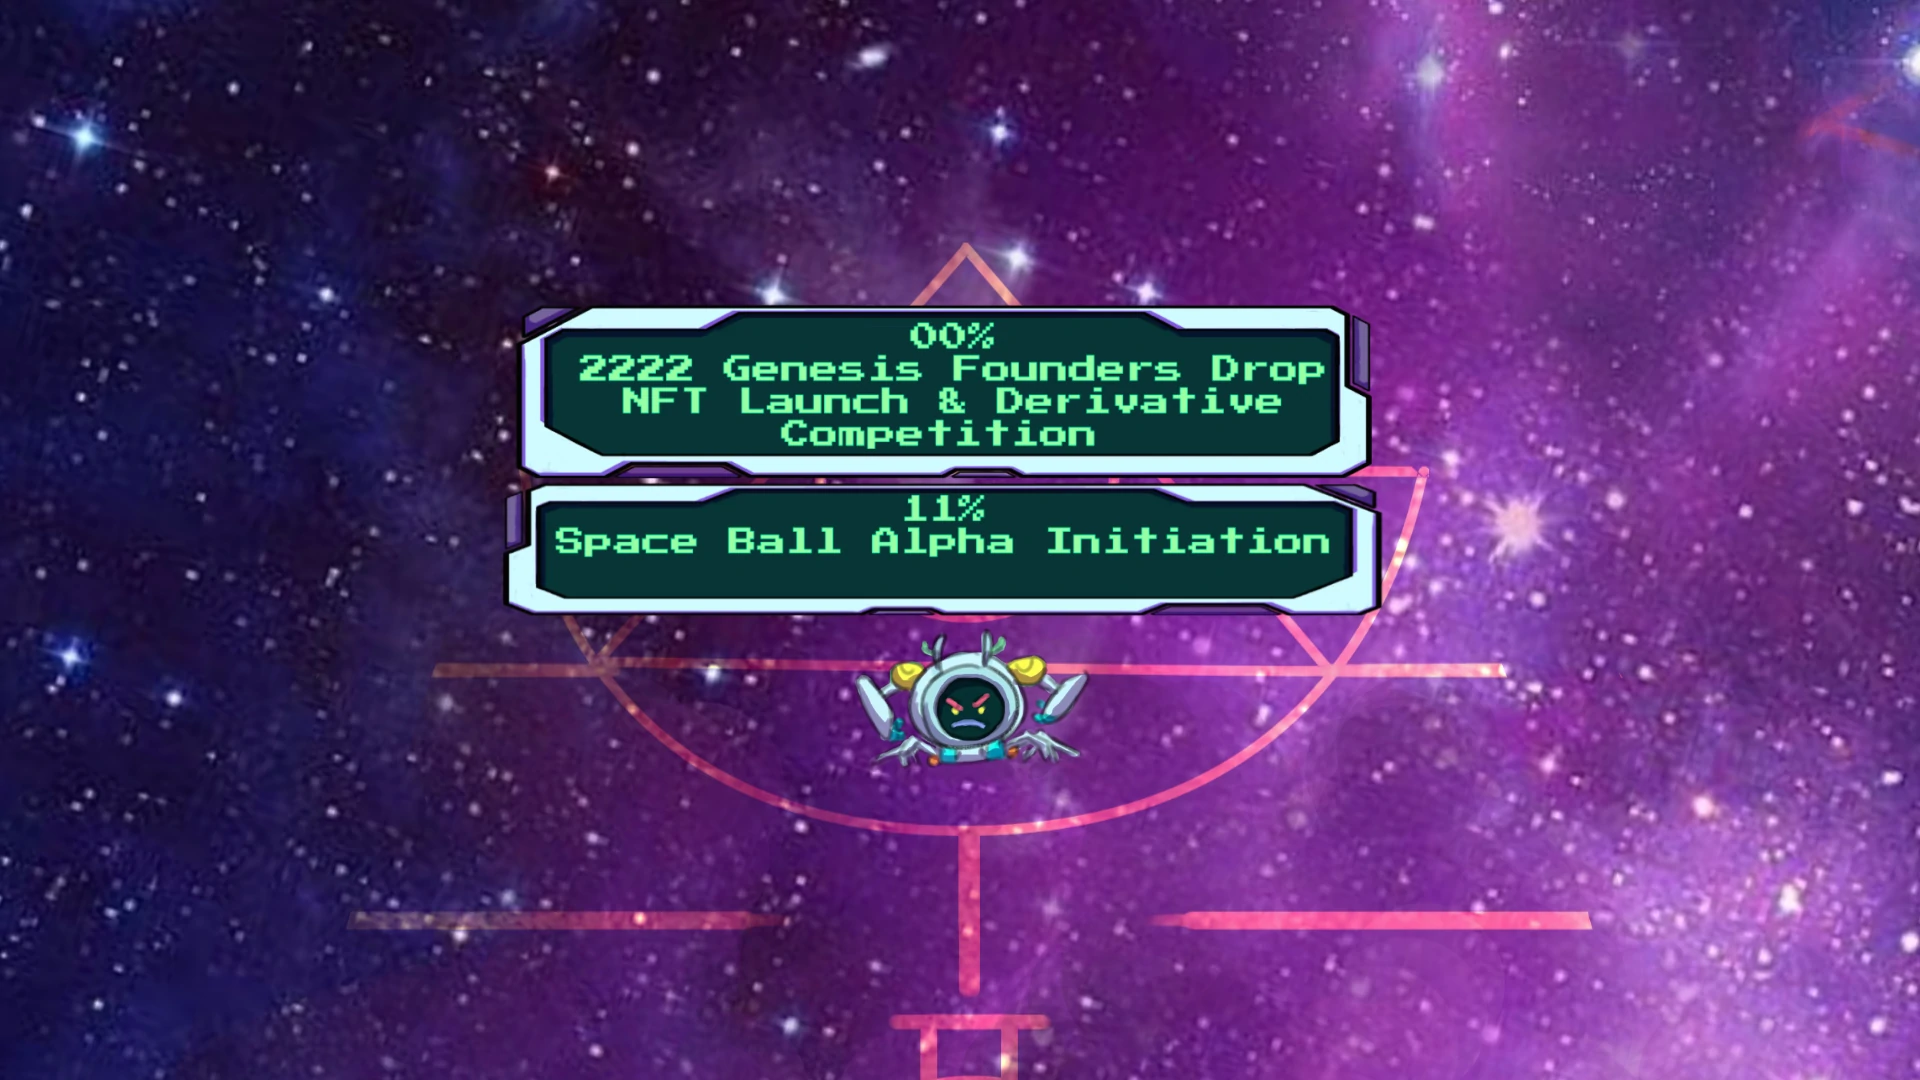 00%
2222 Genesis Founders Drop
NFT Launch & Derivative
Competition
11%
Space Ball Alpha Initiation